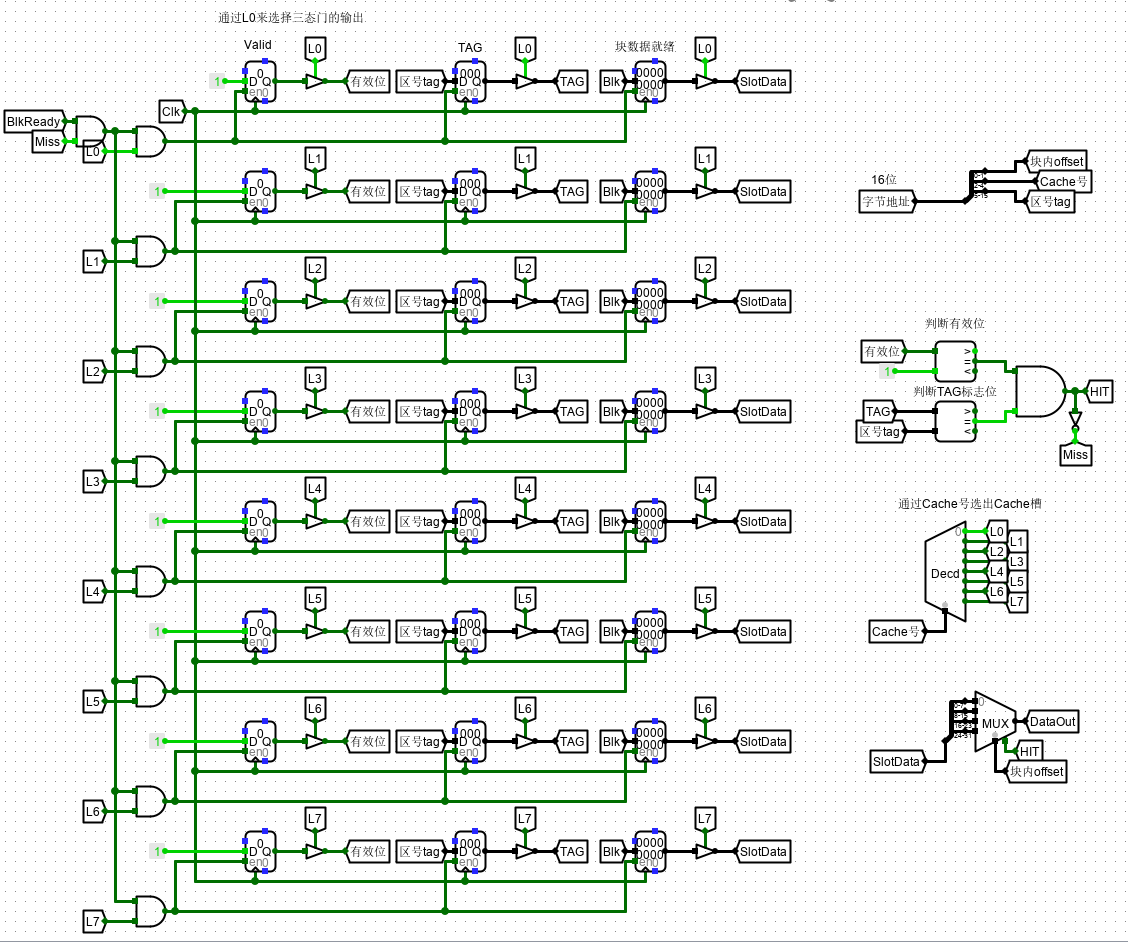 通过L0来选择三态门的输出
Valid L0 TAG L0 块数据就绪 L0
1 0 D Q en0 有效位 区号tag 000 D Q en0 TAG Blk 0000 0000 en0 SlotData
Clk
BlkReady
Miss
L0
L1 L1 L1
1 0 D Q en0 有效位 区号tag 000 D Q en0 TAG Blk 0000 0000 en0 SlotData
L1
L2 L2 L2
1 0 D Q en0 有效位 区号tag 000 D Q en0 TAG Blk 0000 0000 en0 SlotData
L2
L3 L3 L3
1 0 D Q en0 有效位 区号tag 000 D Q en0 TAG Blk 0000 0000 en0 SlotData
L3
L4 L4 L4
1 0 D Q en0 有效位 区号tag 000 D Q en0 TAG Blk 0000 0000 en0 SlotData
L4
L5 L5 L5
1 0 D Q en0 有效位 区号tag 000 D Q en0 TAG Blk 0000 0000 en0 SlotData
L5
L6 L6 L6
1 0 D Q en0 有效位 区号tag 000 D Q en0 TAG Blk 0000 0000 en0 SlotData
L6
L7 L7 L7
1 0 D Q en0 有效位 区号tag 000 D Q en0 TAG Blk 0000 0000 en0 SlotData
L7
16位
字节地址
块内offset
Cache号
区号tag
判断有效位
有效位
1
> = <
判断TAG标志位
TAG
区号tag
> = <
HIT
Miss
通过Cache号选出Cache槽
Decd
0
L0
L1
L2
L3
L4
L5
L6
L7
Cache号
0
MUX
DataOut
SlotData
HIT
块内offset